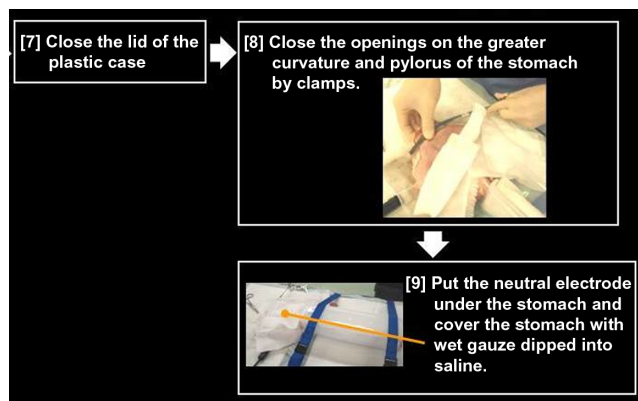 [7] Close the lid of the
plastic case
[8] Close the openings on the greater
curvature and pylorus of the stomach
by clamps.
[9] Put the neutral electrode
under the stomach and
cover the stomach with
wet gauze dipped into
saline.